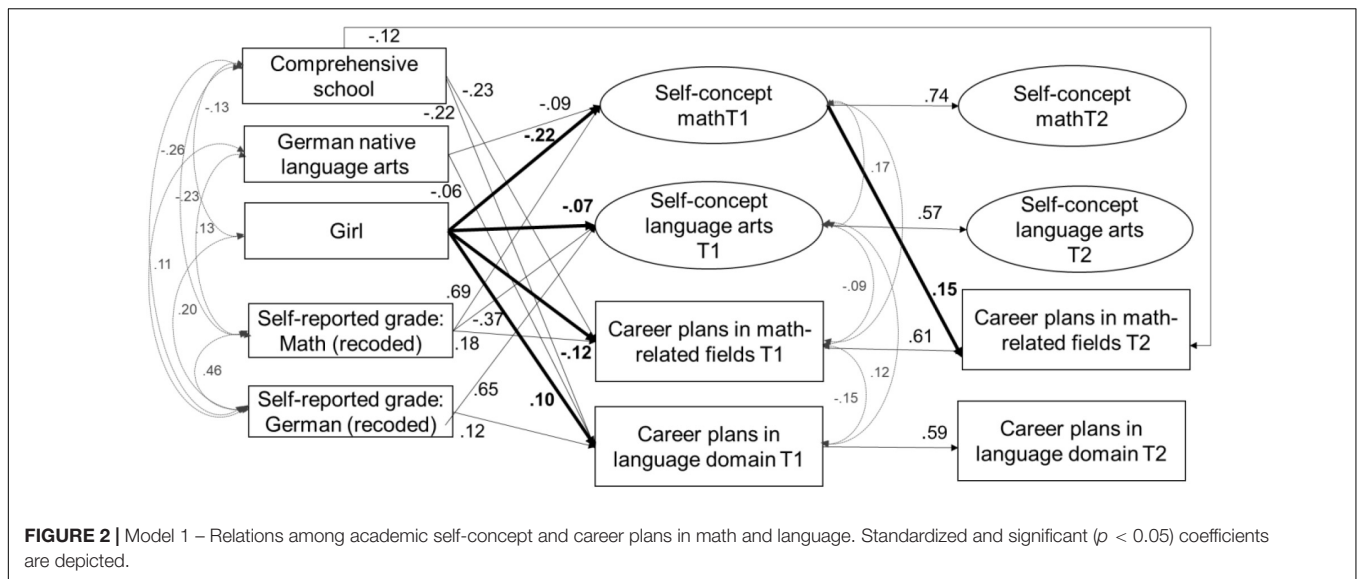 -.12
Comprehensive
school
German native
language arts
Girl
Self-reported grade:
Math (recoded)
Self-reported grade:
German (recoded)
-.13
-.26
-.23
.13
.11
.20
.46
-.23
-.22
-.09
-.22
-.06
-.07
.69
-.37
.18
-.12
.65
.10
.12
Self-concept
mathT1
Self-concept
language arts
T1
Career plans in math-
related fields T1
Career plans in
language domain T1
.74
.17
.57
-.09
.15
.61
.12
-.15
.59
Self-concept
mathT2
Self-concept
language arts
T2
Career plans in math-
related fields T2
Career plans in
language domain T2
FIGURE 2 | Model 1 – Relations among academic self-concept and career plans in math and language. Standardized and significant (p < 0.05) coefficients
are depicted.